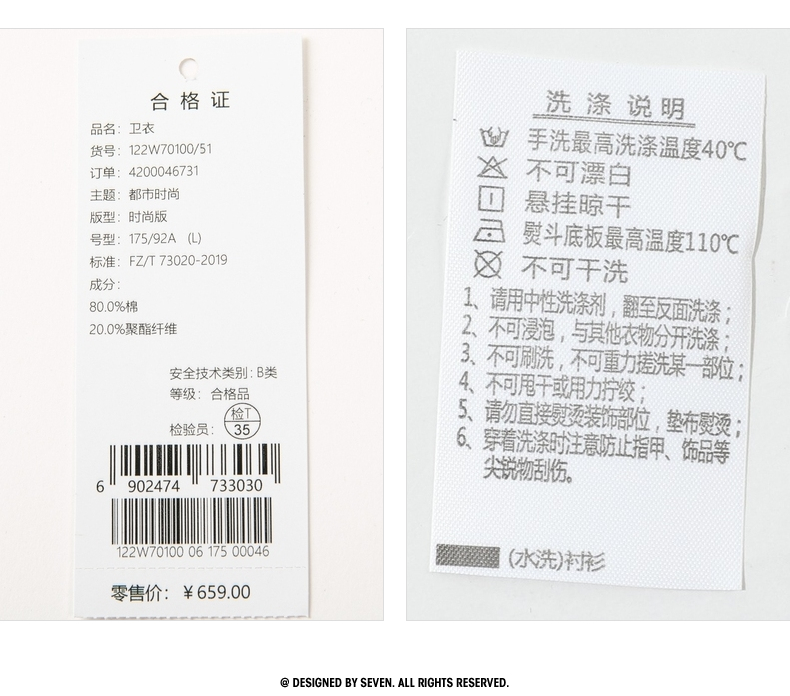 合格证
品名：卫衣
货号：122W70100/51
订单：4200046731
主题：都市时尚
版型：时尚版
号型：175/92A （L）
标准：FZ/T 73020-2019
成分：
80.0%棉
20.0%聚酯纤维
安全技术类别：B类
等级：合格品
检验员：检T 35
6 902474 733030
122W70100 06 175 00046
零售价：￥659.00
洗涤说明
手洗最高洗涤温度40℃
不可漂白
悬挂晾干
熨斗底板最高温度110℃
不可干洗
1、请用中性洗涤剂，翻至反面洗涤；
2、不可浸泡，与其他衣物分开洗涤；
3、不可刷洗，不可重力搓洗某一部位；
4、不可甩干或用力拧绞；
5、请勿直接熨烫装饰部位，垫布熨烫；
6、穿着洗涤时注意防止指甲、饰品等
尖锐物刮伤。
(水洗)衬衫
@ DESIGNED BY SEVEN. ALL RIGHTS RESERVED.